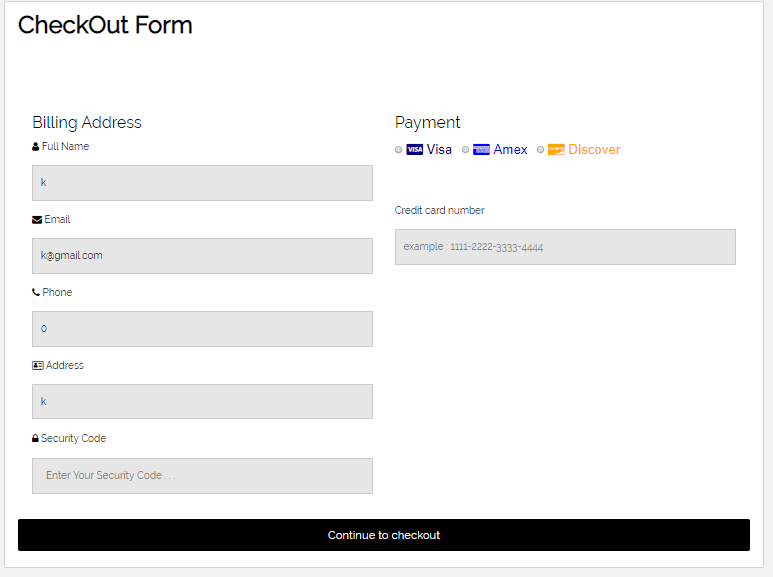 CheckOut Form
Billing Address
Full Name
k
Email
k@gmail.com
Phone
0
Address
k
Security Code
Enter Your Security Code . . .
Payment
VISA Visa Amex Discover
Credit card number
example : 1111-2222-3333-4444
Continue to checkout